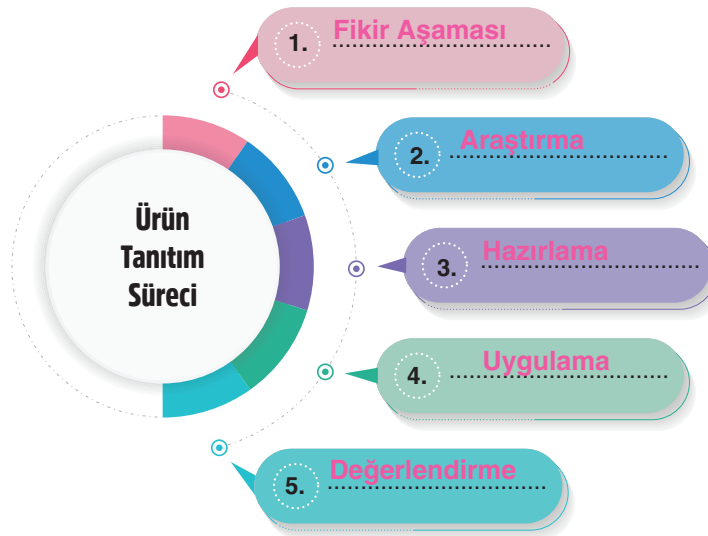 1. Fikir Aşaması
2. Araştırma
Ürün
Tanıtım
Süreci
3. Hazırlama
4. Uygulama
5. Değerlendirme